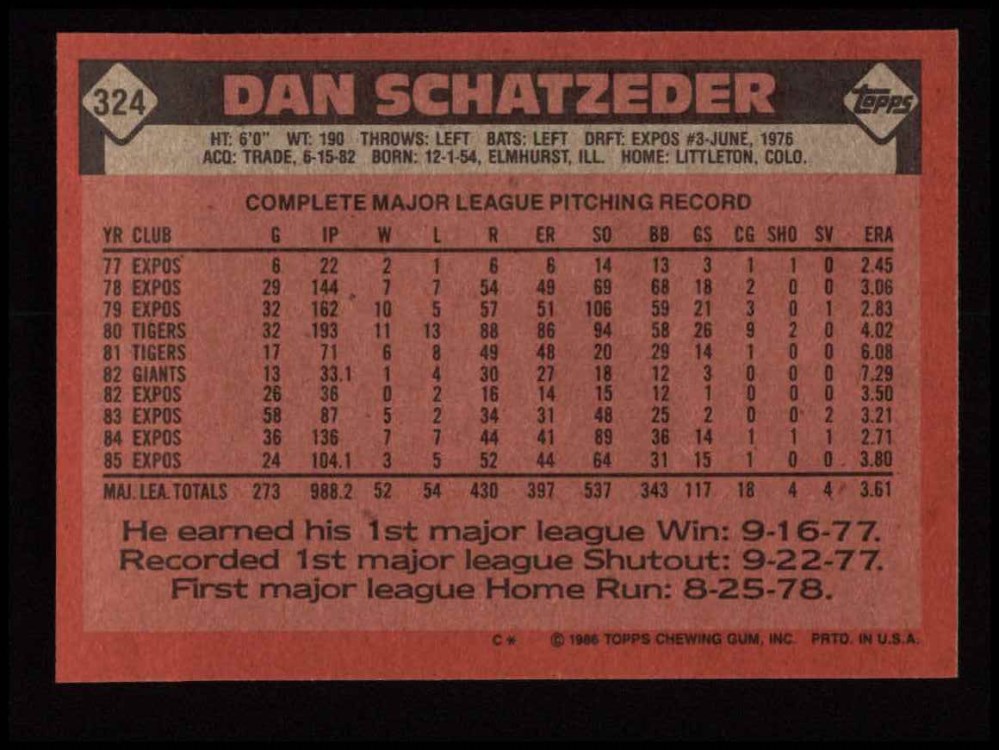 324 DAN SCHATZEDER Topps
HT: 6'0" WT: 190 THROWS: LEFT BATS: LEFT DRFT: EXPOS #3-JUNE, 1976
ACQ: TRADE, 6-15-82 BORN: 12-1-54, ELMHURST, ILL. HOME: LITTLETON, COLO.
COMPLETE MAJOR LEAGUE PITCHING RECORD
YR CLUB G IP W L R ER SO BB GS CG SHO SV ERA
77 EXPOS 6 22 2 1 6 6 14 13 3 1 1 0 2.45
78 EXPOS 29 144 7 7 54 49 69 68 18 2 0 0 3.06
79 EXPOS 32 162 10 5 57 51 106 59 21 3 0 1 2.83
80 TIGERS 32 193 11 13 88 86 94 58 26 9 2 0 4.02
81 TIGERS 17 71 6 8 49 48 20 29 14 1 0 0 6.08
82 GIANTS 13 33.1 1 4 30 27 18 12 3 0 0 0 7.29
82 EXPOS 26 36 0 2 16 14 15 12 1 0 0 0 3.50
83 EXPOS 58 87 5 2 34 31 48 25 2 0 0 2 3.21
84 EXPOS 36 136 7 7 44 41 89 36 14 1 1 1 2.71
85 EXPOS 24 104.1 3 5 52 44 64 31 15 1 0 0 3.80
MAJ. LEA. TOTALS 273 988.2 52 54 430 397 537 343 117 18 4 4 3.61
He earned his 1st major league Win: 9-16-77.
Recorded 1st major league Shutout: 9-22-77.
First major league Home Run: 8-25-78.
C* © 1986 TOPPS CHEWING GUM, INC. PRTD. IN U.S.A.